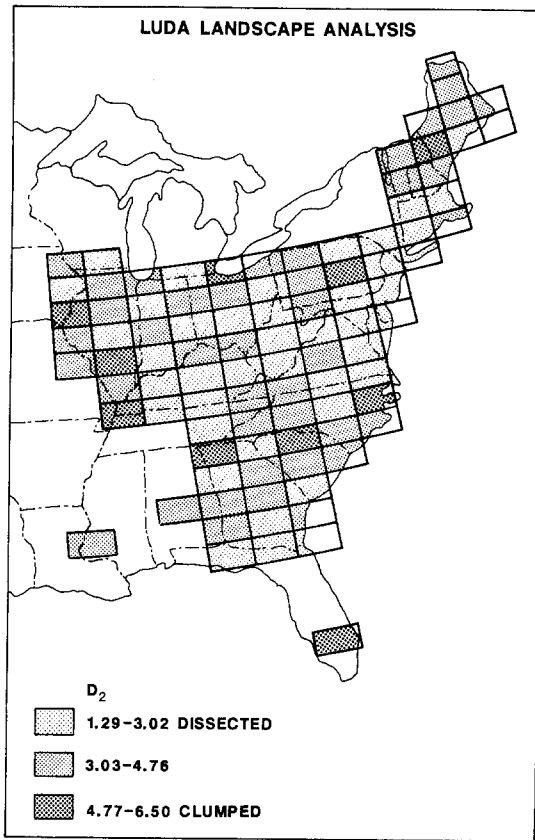 LUDA LANDSCAPE ANALYSIS
D₂
1.29–3.02 DISSECTED
3.03–4.76
4.77–6.50 CLUMPED